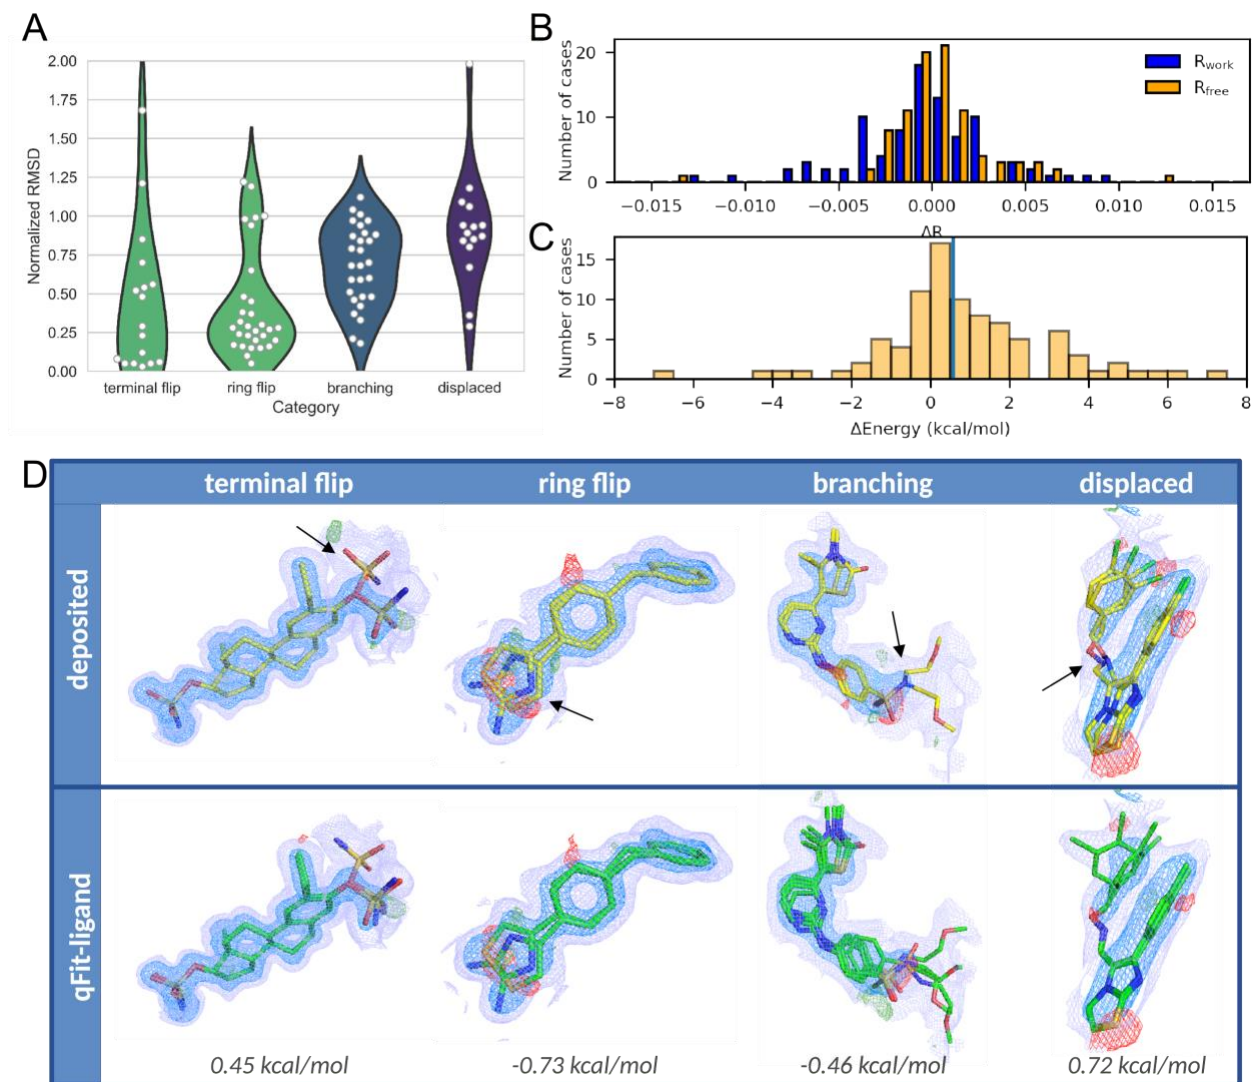 A
2.00
1.75
1.50
1.25
1.00
0.75
0.50
0.25
0.00
Normalized RMSD
terminal flip
ring flip
branching
displaced
Category
B
Number of cases
20
10
0
Rwork
Rfree
−0.015
−0.010
−0.005
0.000
0.005
0.010
0.015
ΔR
C
Number of cases
15
10
5
0
−8
−6
−4
−2
0
2
4
6
8
ΔEnergy (kcal/mol)
D
terminal flip
ring flip
branching
displaced
deposited
qFit-ligand
0.45 kcal/mol
-0.73 kcal/mol
-0.46 kcal/mol
0.72 kcal/mol